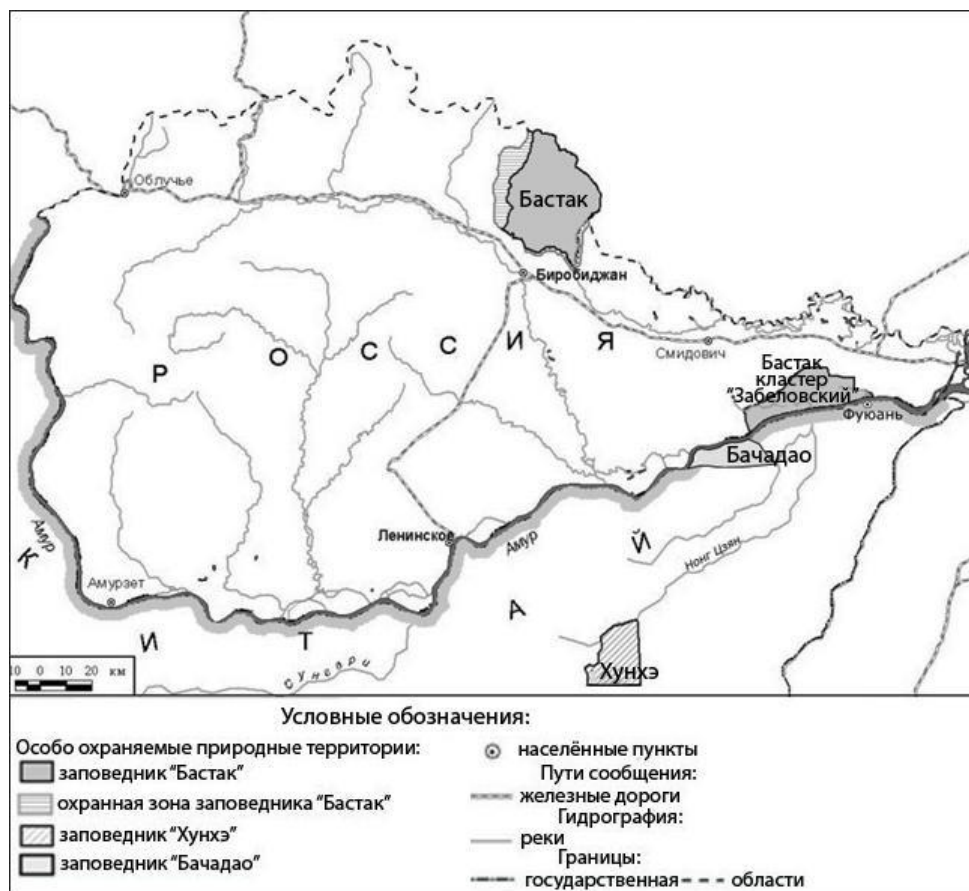 Облучье
Бастак
Биробиджан
РОССИЯ
Смидович
Бастак
кластер
"Забеловский"
Фуюань
Бачадао
Ленинское
Амур
Амур
Нонг Цзян
Амурзет
КИТАЙ
Сунгари
Хунхэ
10 0 10 20 км
Условные обозначения:
Особо охраняемые природные территории:
заповедник "Бастак"
охранная зона заповедника "Бастак"
заповедник "Хунхэ"
заповедник "Бачадао"
населённые пункты
Пути сообщения:
железные дороги
Гидрография:
реки
Границы:
государственная
области